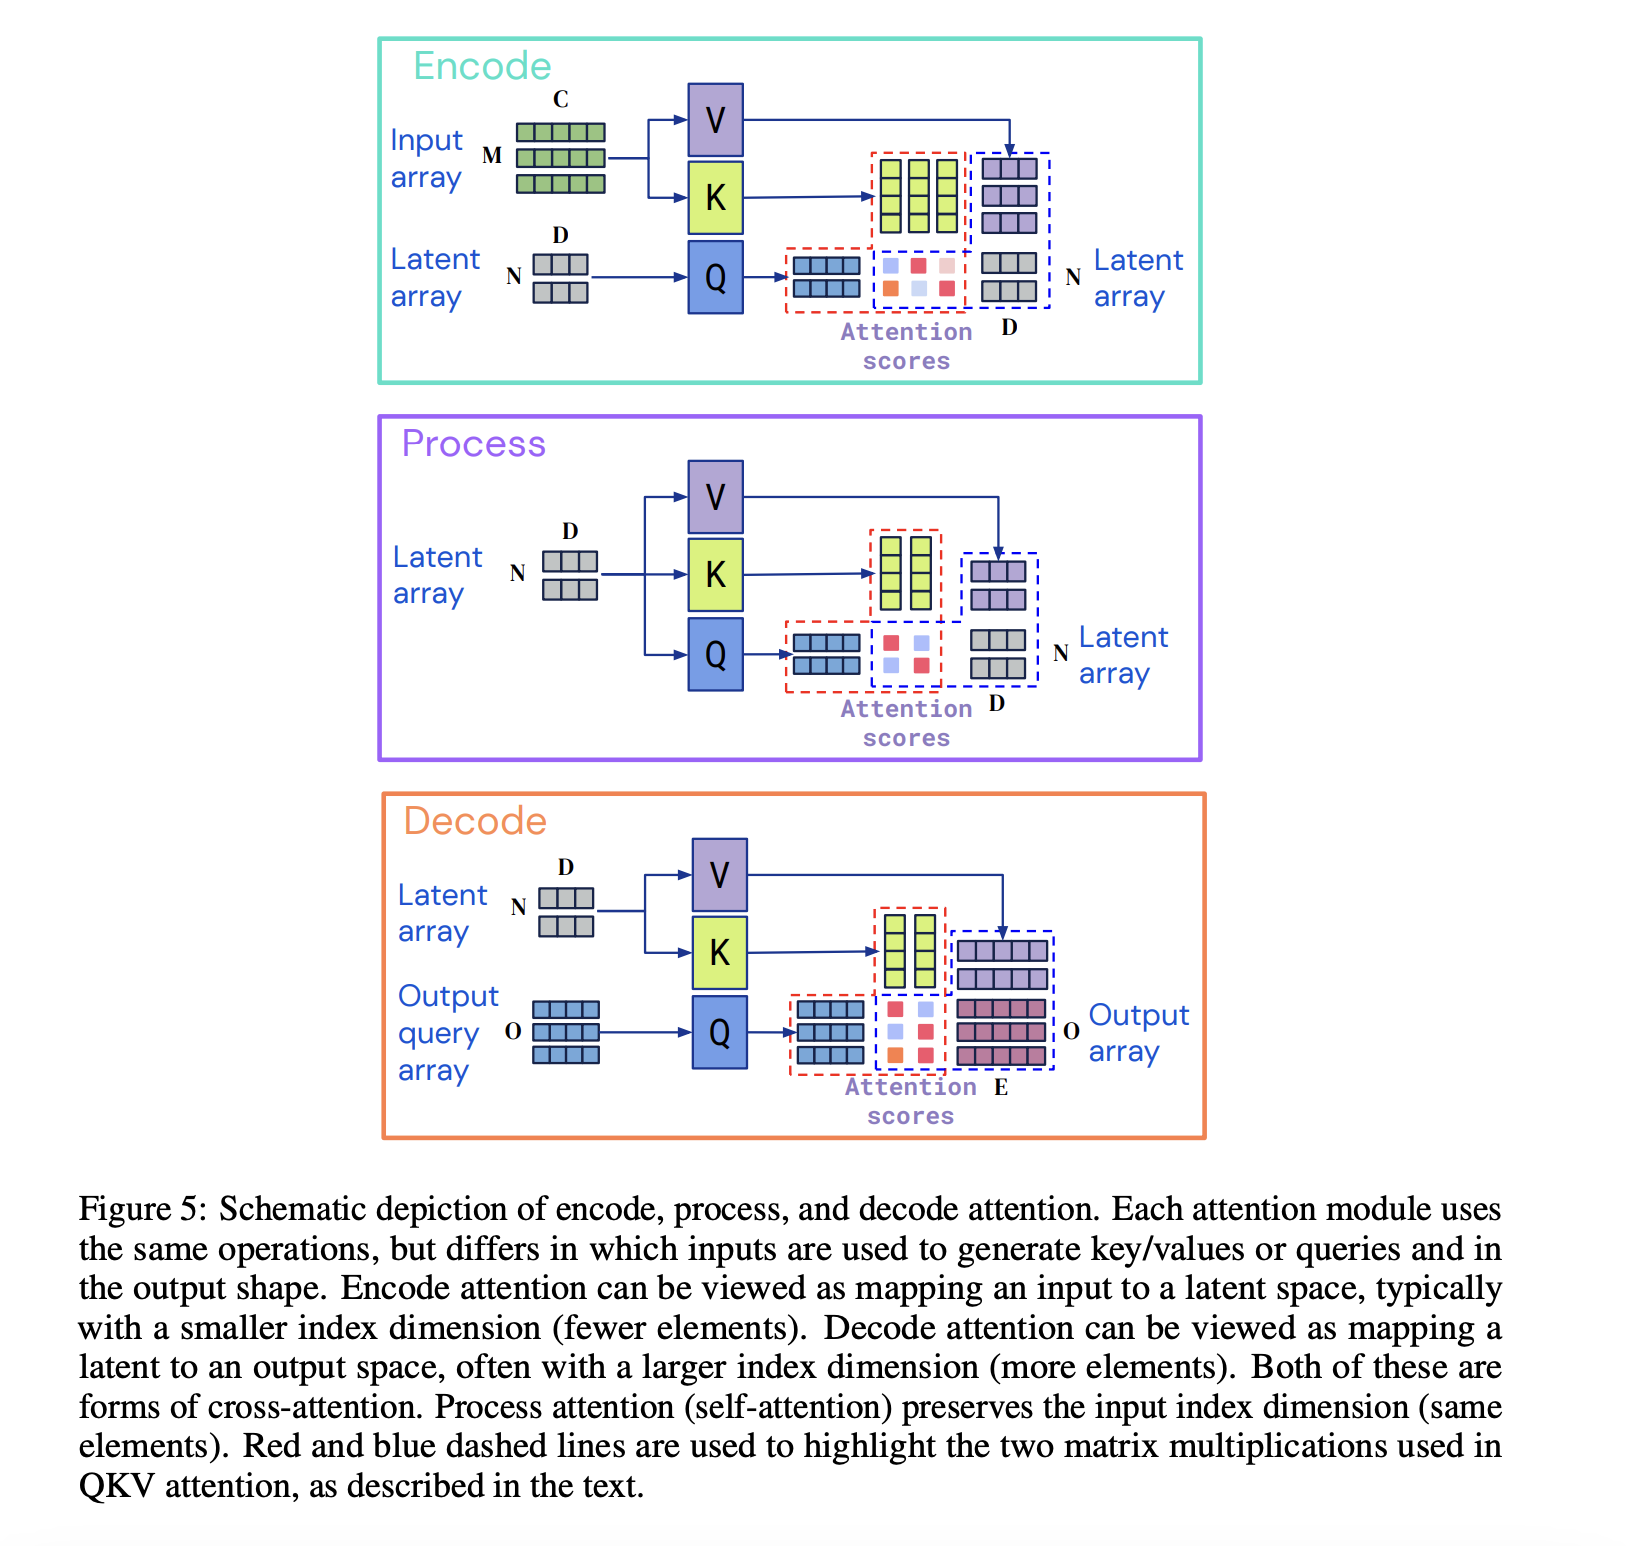 Encode
C
Input
array
M
V
K
D
Latent
array
N
Q
N
Latent
array
Attention
scores
D
Process
V
D
Latent
array
N
K
Q
N
Latent
array
Attention
scores
D
Decode
V
D
Latent
array
N
K
Output
query
array
O
Q
O
Output
array
Attention
scores
E
Figure 5: Schematic depiction of encode, process, and decode attention. Each attention module uses
the same operations, but differs in which inputs are used to generate key/values or queries and in
the output shape. Encode attention can be viewed as mapping an input to a latent space, typically
with a smaller index dimension (fewer elements). Decode attention can be viewed as mapping a
latent to an output space, often with a larger index dimension (more elements). Both of these are
forms of cross-attention. Process attention (self-attention) preserves the input index dimension (same
elements). Red and blue dashed lines are used to highlight the two matrix multiplications used in
QKV attention, as described in the text.